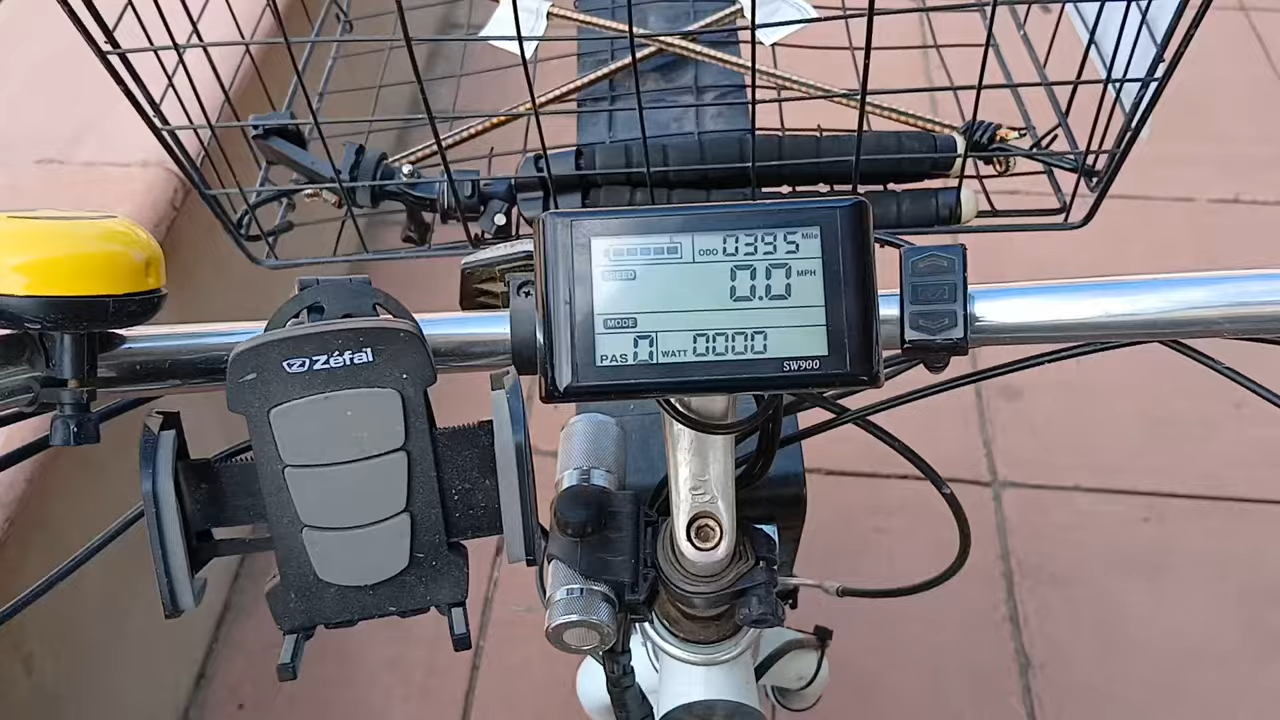 ODO 0395 Mile
SPEED
0.0 MPH
MODE
PAS 0 WATT 0000
SW900
Zéfal